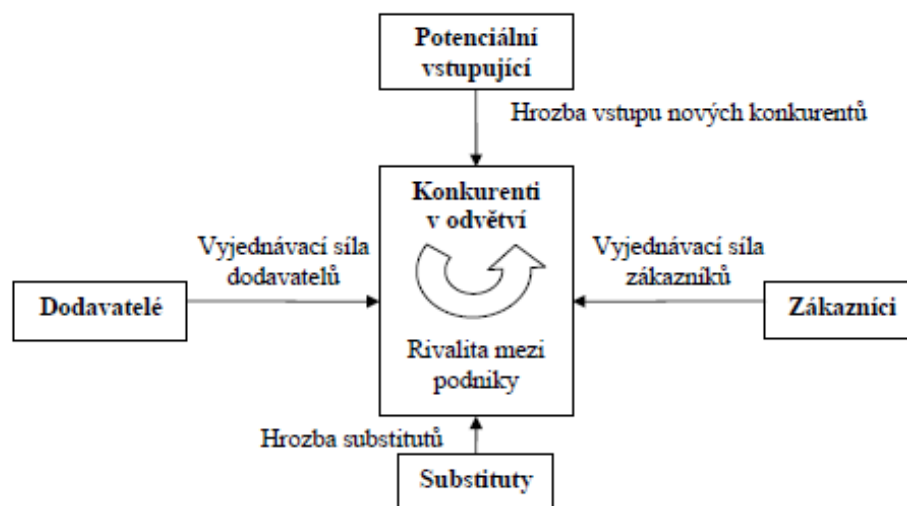 Potenciální
vstupující
Hrozba vstupu nových konkurentů
Konkurenti
v odvětví
Vyjednávací síla
dodavatelů
Vyjednávací síla
zákazníků
Dodavatelé
Zákazníci
Rivalita mezi
podniky
Hrozba substitutů
Substituty